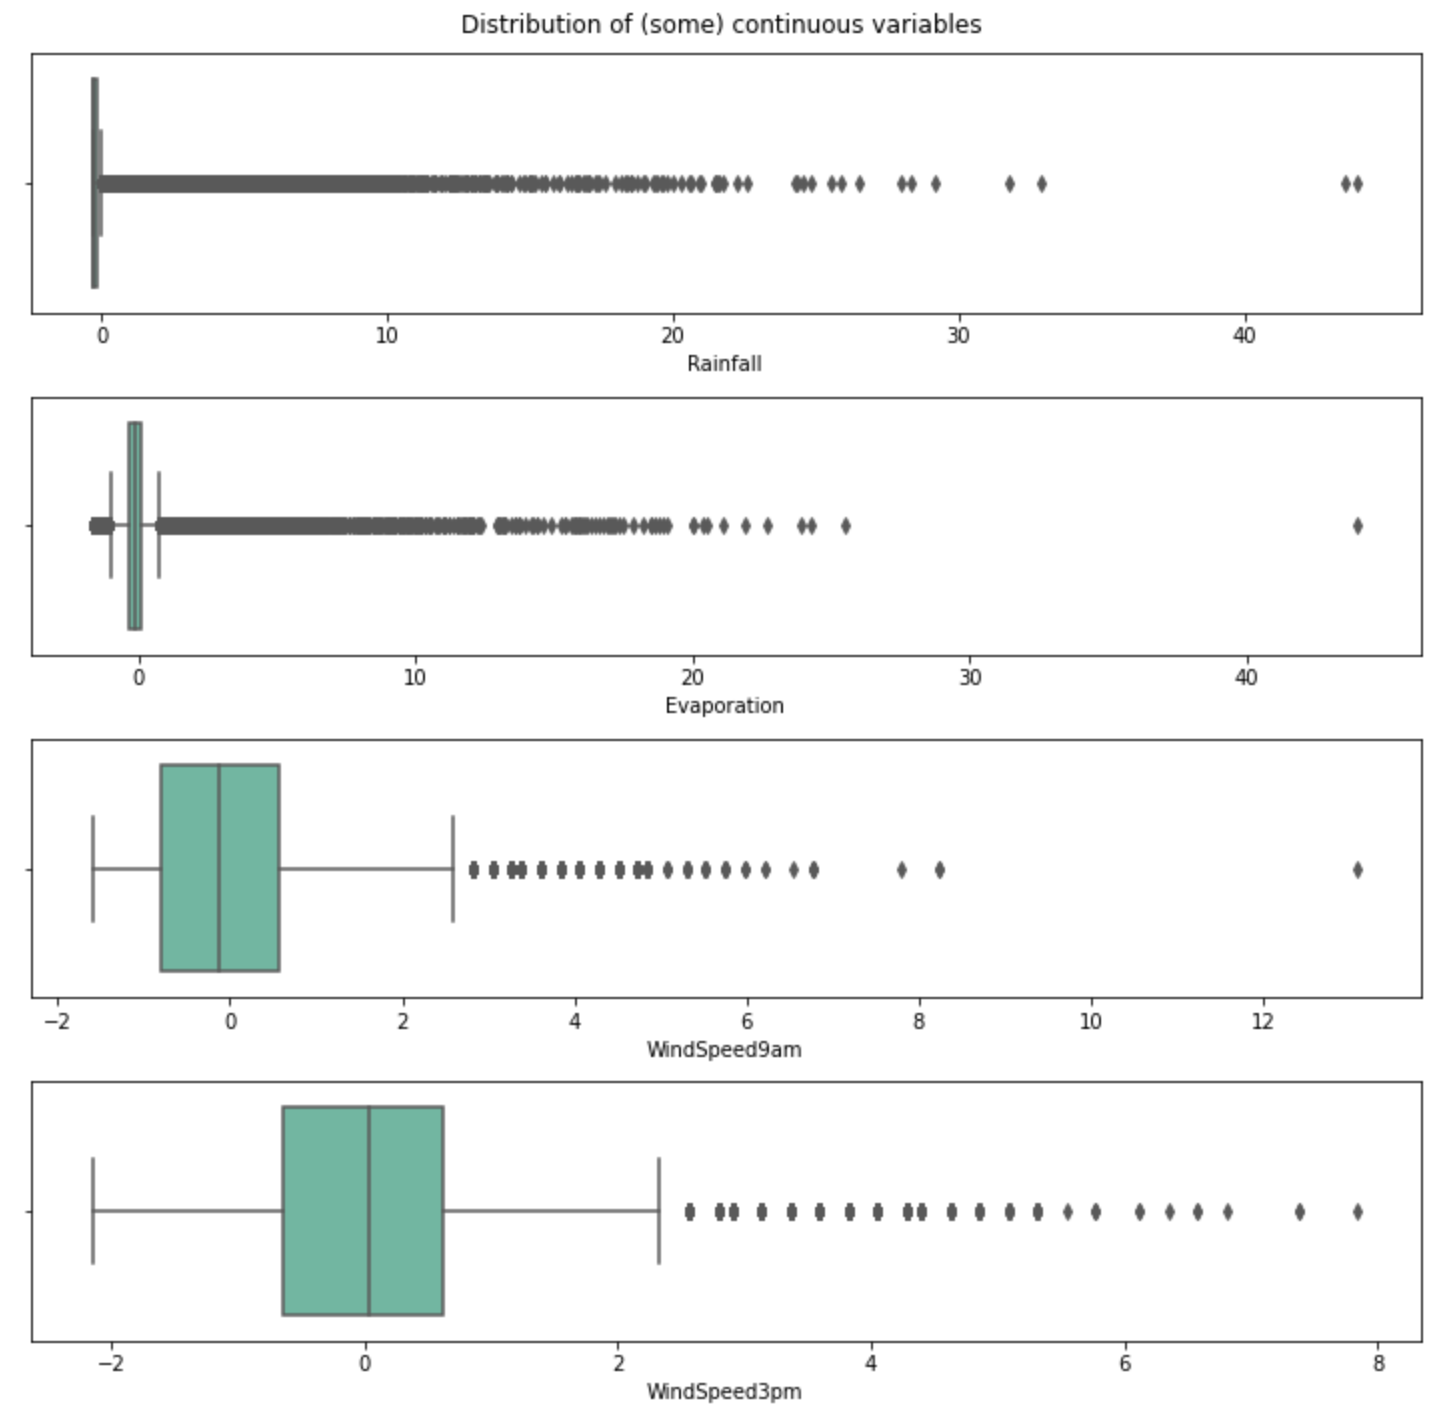 Distribution of (some) continuous variables
0 10 20 30 40
Rainfall
0 10 20 30 40
Evaporation
−2 0 2 4 6 8 10 12
WindSpeed9am
−2 0 2 4 6 8
WindSpeed3pm